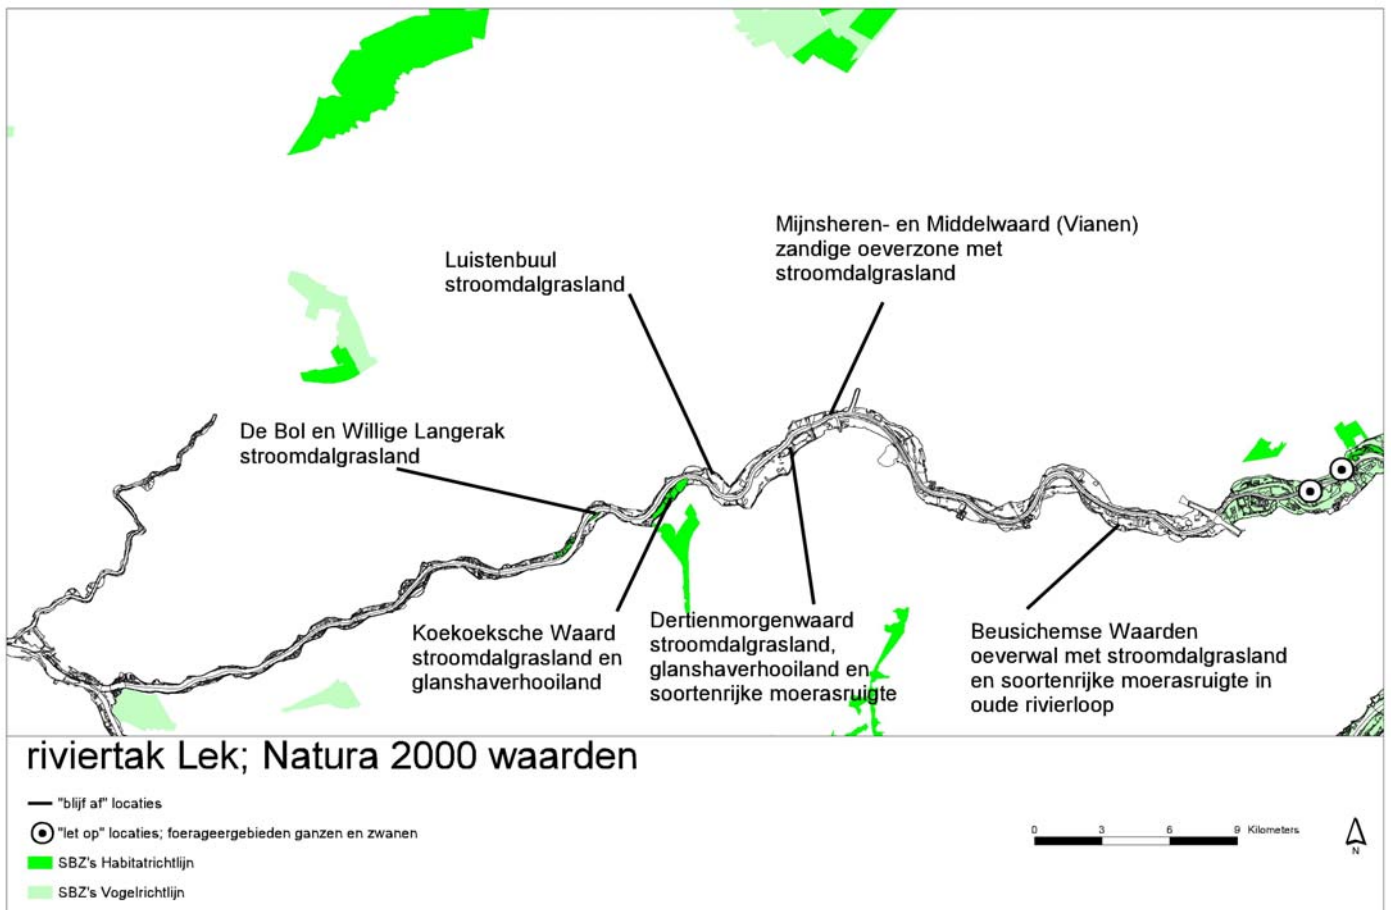 Mijnsheren- en Middelwaard (Vianen)
zandige oeverzone met
stroomdalgrasland
Luistenbuul
stroomdalgrasland
De Bol en Willige Langerak
stroomdalgrasland
Koekoeksche Waard
stroomdalgrasland en
glanshaverhooiland
Dertienmorgenwaard
stroomdalgrasland,
glanshaverhooiland en
soortenrijke moerasruigte
Beusichemse Waarden
oeverwal met stroomdalgrasland
en soortenrijke moerasruigte in
oude rivierloop
riviertak Lek; Natura 2000 waarden
"blijf af" locaties
"let op" locaties; foerageergebieden ganzen en zwanen
SBZ's Habitatrichtlijn
SBZ's Vogelrichtlijn
0 3 6 9 Kilometers
N